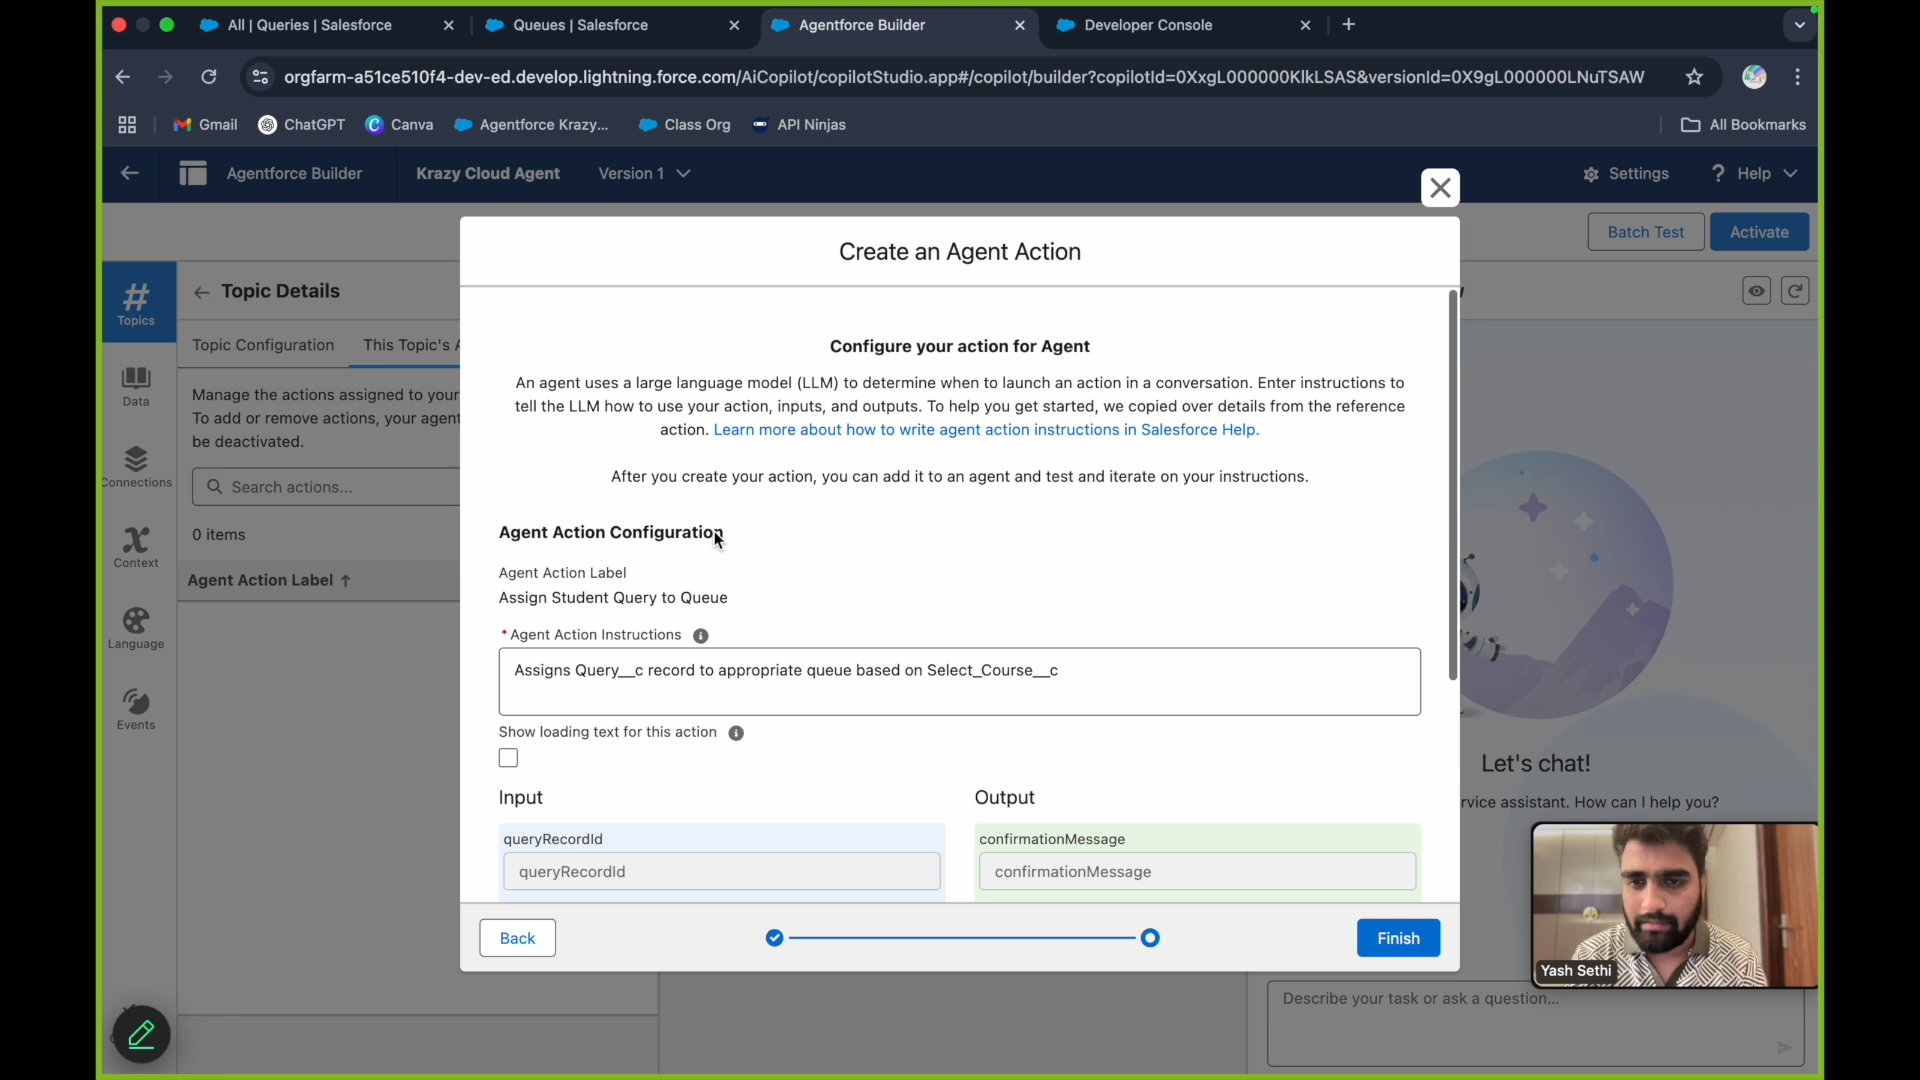 All | Queries | Salesforce
Queues | Salesforce
Agentforce Builder
Developer Console
orgfarm-a51ce510f4-dev-ed.develop.lightning.force.com/AiCopilot/copilotStudio.app#/copilot/builder?copilotId=0XxgL000000KlkLSAS&versionId=0X9gL000000LNuTSAW
Gmail
ChatGPT
Canva
Agentforce Krazy...
Class Org
API Ninjas
All Bookmarks
Agentforce Builder
Krazy Cloud Agent
Version 1
Settings
Help
Batch Test
Activate
Create an Agent Action
Topics
Topic Details
Topic Configuration
This Topic's A
Manage the actions assigned to your
To add or remove actions, your agent
be deactivated.
Search actions...
0 items
Agent Action Label
Data
Connections
Context
Language
Events
Configure your action for Agent
An agent uses a large language model (LLM) to determine when to launch an action in a conversation. Enter instructions to
tell the LLM how to use your action, inputs, and outputs. To help you get started, we copied over details from the reference
action. Learn more about how to write agent action instructions in Salesforce Help.
After you create your action, you can add it to an agent and test and iterate on your instructions.
Agent Action Configuration
Agent Action Label
Assign Student Query to Queue
* Agent Action Instructions
Assigns Query__c record to appropriate queue based on Select_Course__c
Show loading text for this action
Input
Output
queryRecordId
queryRecordId
confirmationMessage
confirmationMessage
Back
Finish
Let's chat!
rvice assistant. How can I help you?
Yash Sethi
Describe your task or ask a question...